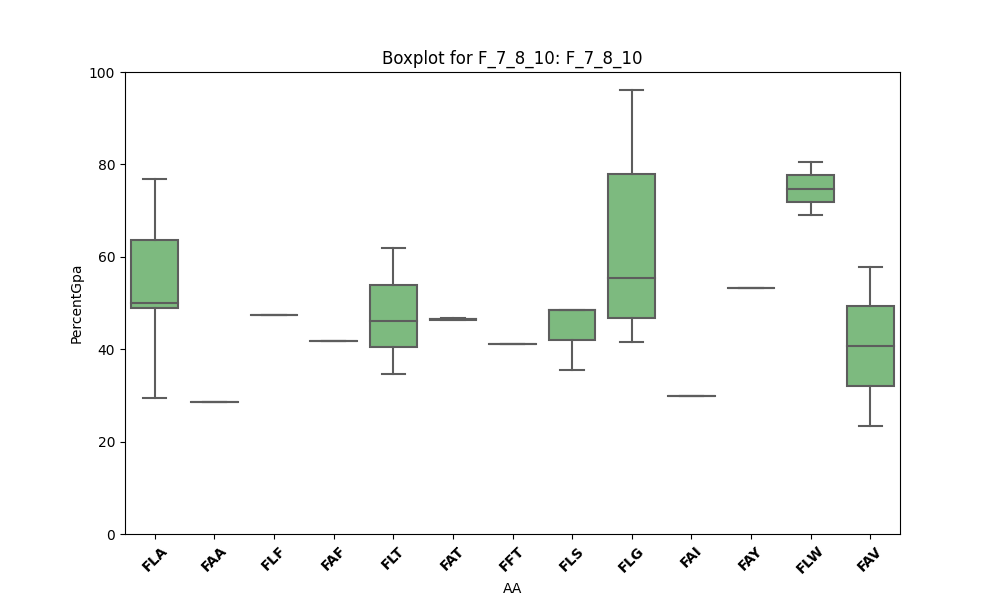 Boxplot for F_7_8_10: F_7_8_10
PercentGpa
100
80
60
40
20
0
FLA FAA FLF FAF FLT FAT FFT FLS FLG FAI FAY FLW FAV
AA